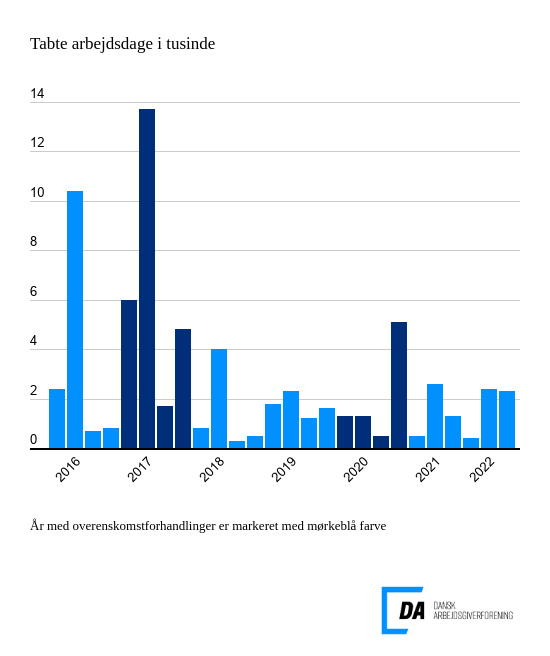 Tabte arbejdsdage i tusinde
14
12
10
8
6
4
2
0
2016 2017 2018 2019 2020 2021 2022
År med overenskomstforhandlinger er markeret med mørkeblå farve
DA
DANSK
ARBEJDSGIVERFORENING